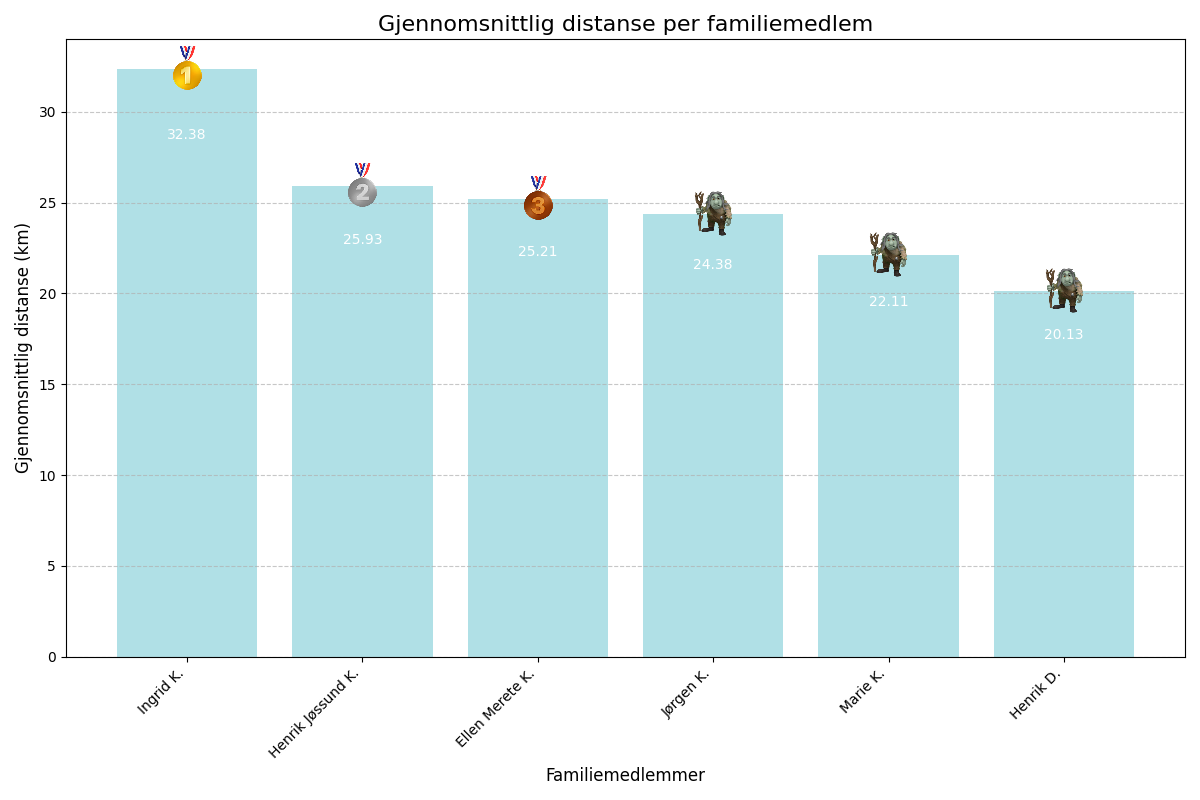 Gjennomsnittlig distanse per familiemedlem
Gjennomsnittlig distanse (km)
30
25
20
15
10
5
0
1
32.38
2
25.93
3
25.21
24.38
22.11
20.13
Ingrid K.
Henrik Jøssund K.
Ellen Merete K.
Jørgen K.
Marie K.
Henrik D.
Familiemedlemmer